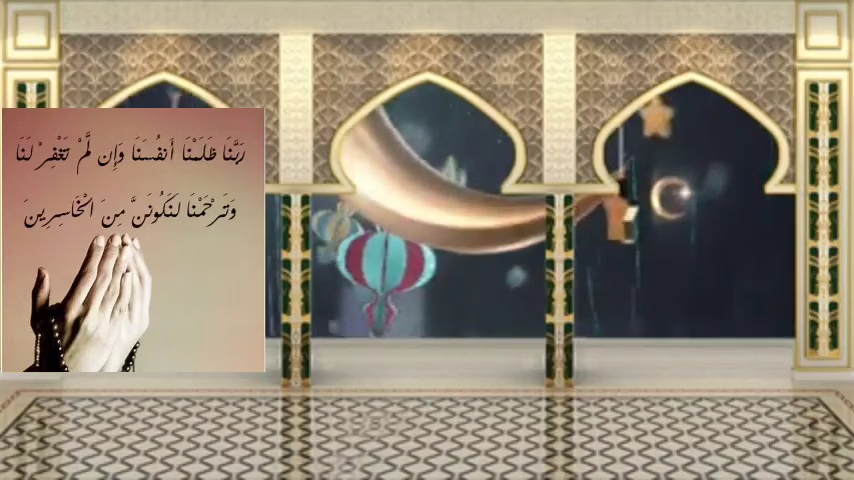 رَبَّنَا ظَلَمْنَا أَنفُسَنَا وَإِن لَّمْ تَغْفِرْ لَنَا
وَتَرْحَمْنَا لَنَكُونَنَّ مِنَ الْخَاسِرِينَ